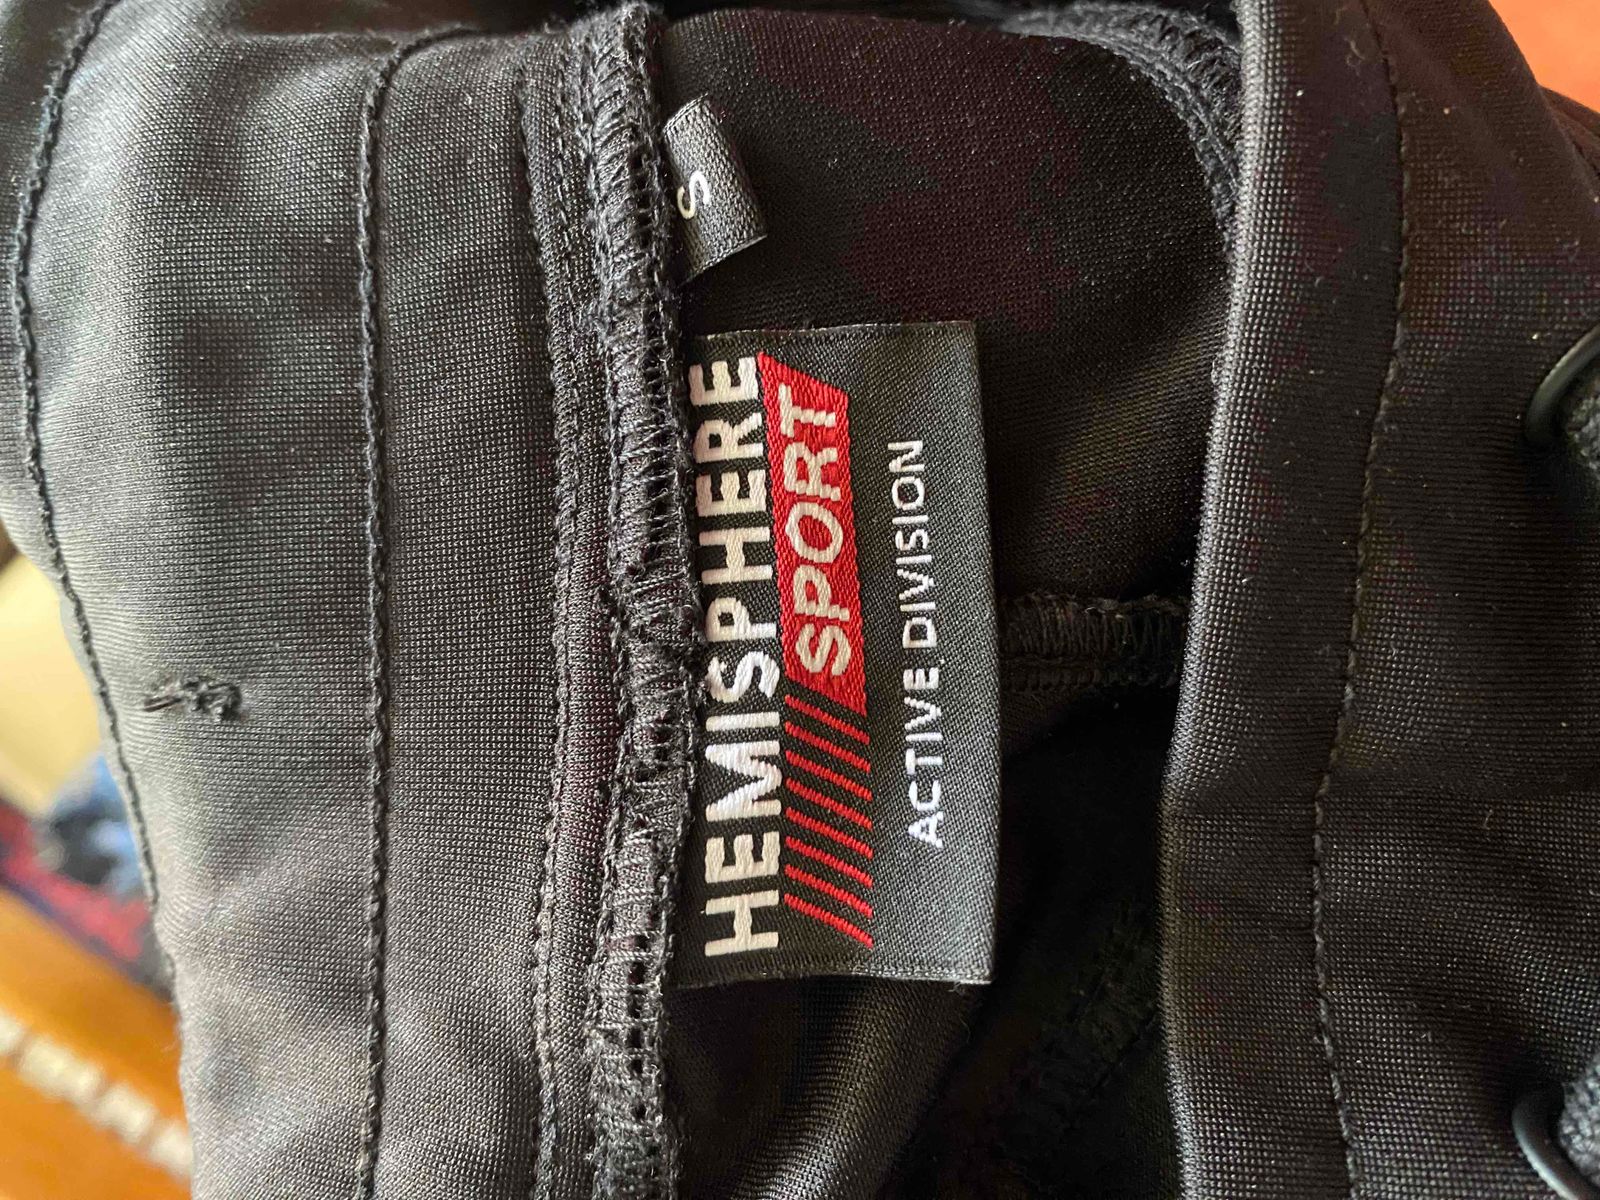 S
HEMISPHERE
SPORT
ACTIVE DIVISION